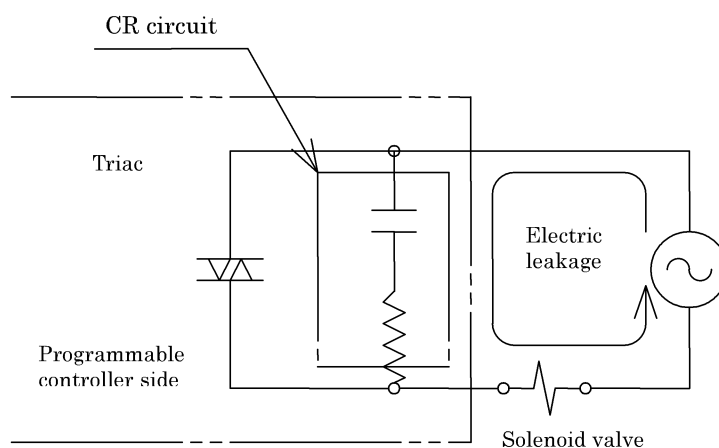 CR circuit
Triac
Electric
leakage
Programmable
controller side
Solenoid valve